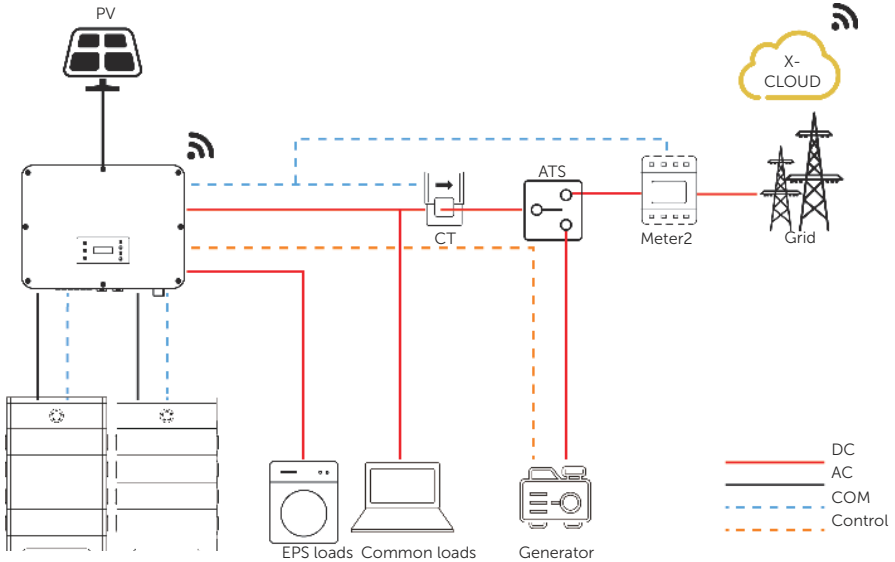 PV
X-
CLOUD
ATS
CT
Meter2
Grid
DC
AC
COM
Control
EPS loads
Common loads
Generator